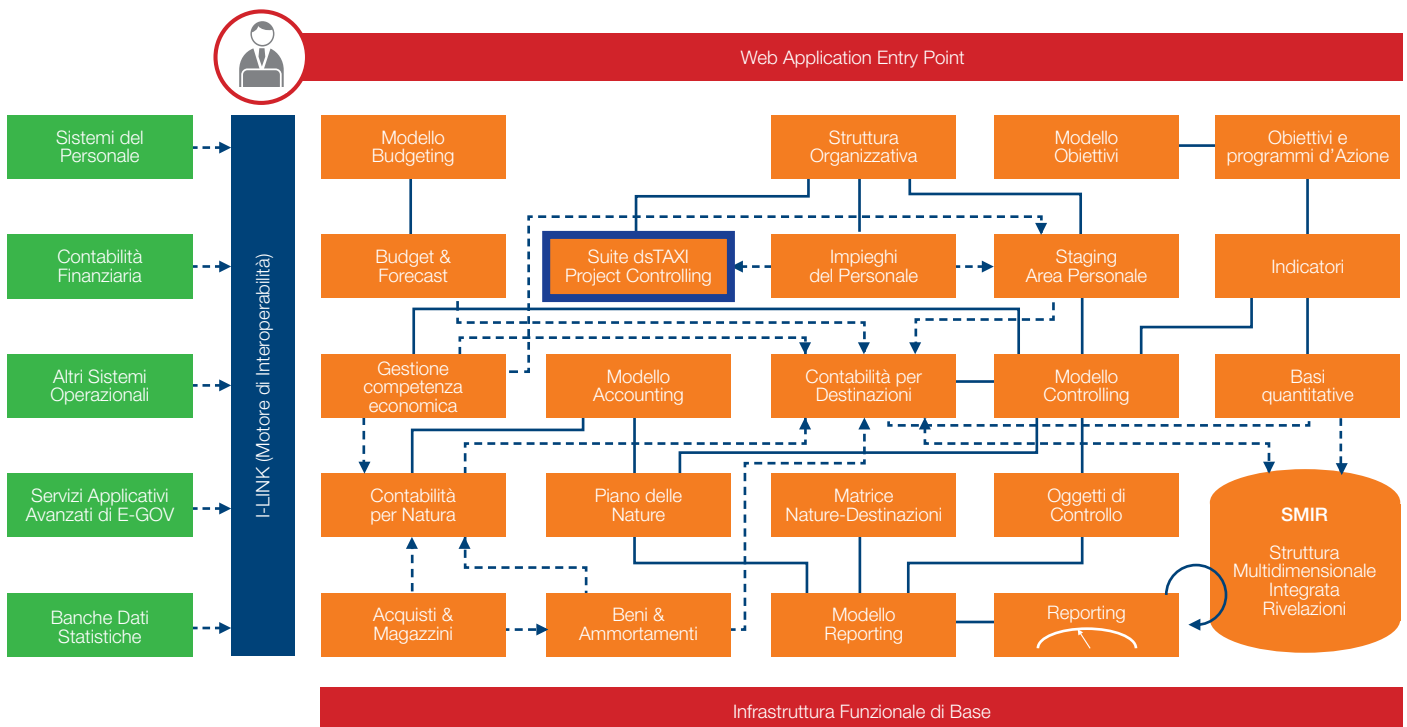 Web Application Entry Point
Sistemi del
Personale
Contabilità
Finanziaria
Altri Sistemi
Operazionali
Servizi Applicativi
Avanzati di E-GOV
Banche Dati
Statistiche
I-LINK (Motore di Interoperabilità)
Modello
Budgeting
Struttura
Organizzativa
Modello
Obiettivi
Obiettivi e
programmi d'Azione
Budget &
Forecast
Suite dsTAXI
Project Controlling
Impieghi
del Personale
Staging
Area Personale
Indicatori
Gestione
competenza
economica
Modello
Accounting
Contabilità per
Destinazioni
Modello
Controlling
Basi
quantitative
Contabilità
per Natura
Piano delle
Nature
Matrice
Nature-Destinazioni
Oggetti di
Controllo
SMIR
Struttura
Multidimensionale
Integrata
Rivelazioni
Acquisti &
Magazzini
Beni &
Ammortamenti
Modello
Reporting
Reporting
Infrastruttura Funzionale di Base